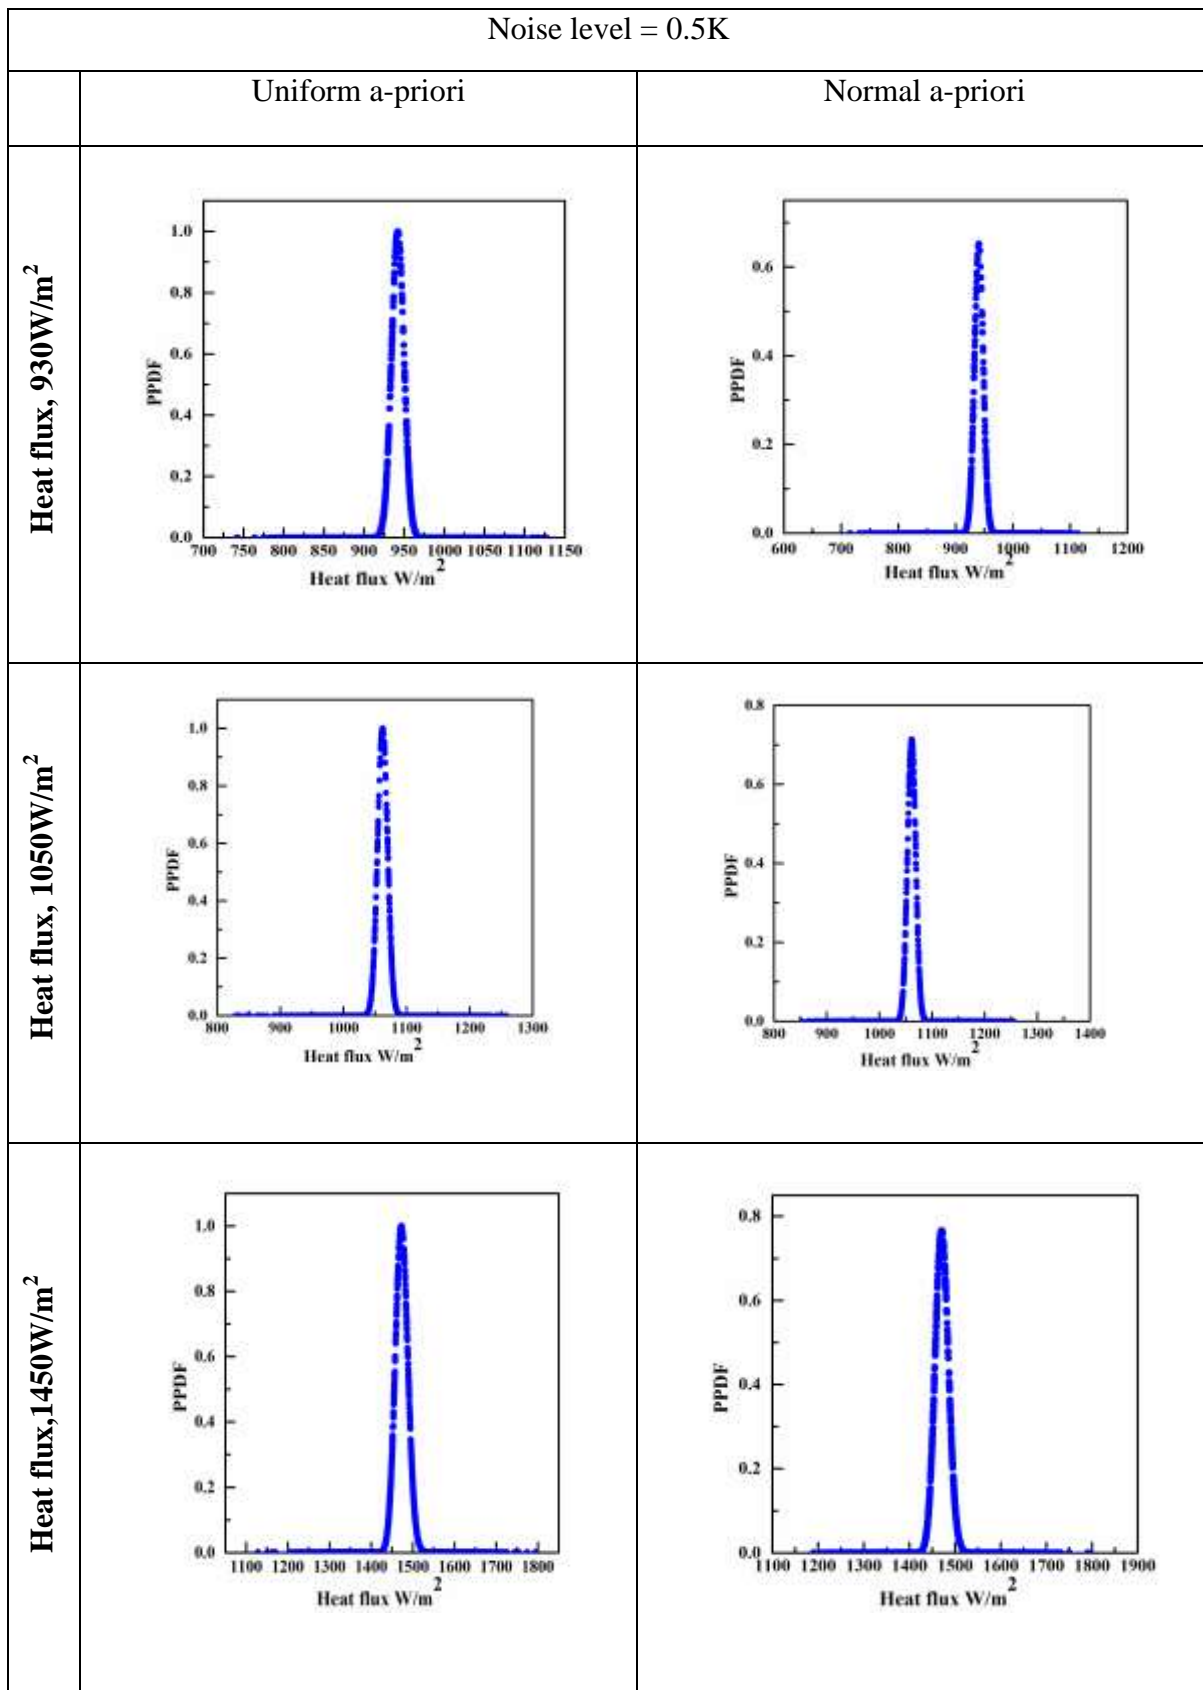 Noise level = 0.5K
Uniform a-priori
Normal a-priori
Heat flux, 930W/m²
1.0
0.8
0.6
0.4
0.2
0.0
PPDF
700 750 800 850 900 950 1000 1050 1100 1150
Heat flux W/m²
0.6
0.4
0.2
0.0
PPDF
600 700 800 900 1000 1100 1200
Heat flux W/m²
Heat flux, 1050W/m²
1.0
0.8
0.6
0.4
0.2
0.0
PPDF
800 900 1000 1100 1200 1300
Heat flux W/m²
0.8
0.6
0.4
0.2
0.0
PPDF
800 900 1000 1100 1200 1300 1400
Heat flux W/m²
Heat flux,1450W/m²
1.0
0.8
0.6
0.4
0.2
0.0
PPDF
1100 1200 1300 1400 1500 1600 1700 1800
Heat flux W/m²
0.8
0.6
0.4
0.2
0.0
PPDF
1100 1200 1300 1400 1500 1600 1700 1800 1900
Heat flux W/m²